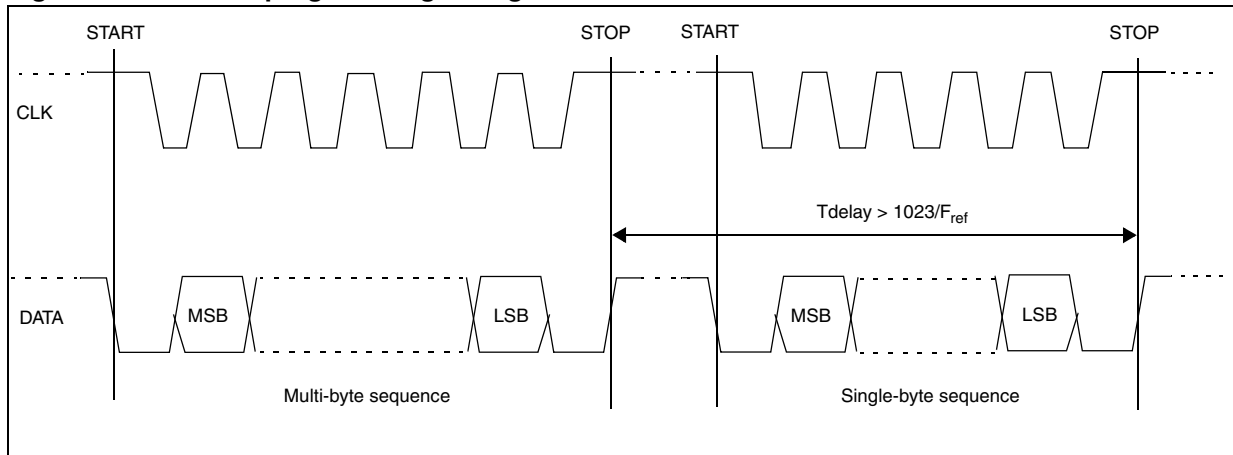 START STOP START STOP
CLK
Tdelay > 1023/Fref
DATA MSB LSB MSB LSB
Multi-byte sequence Single-byte sequence